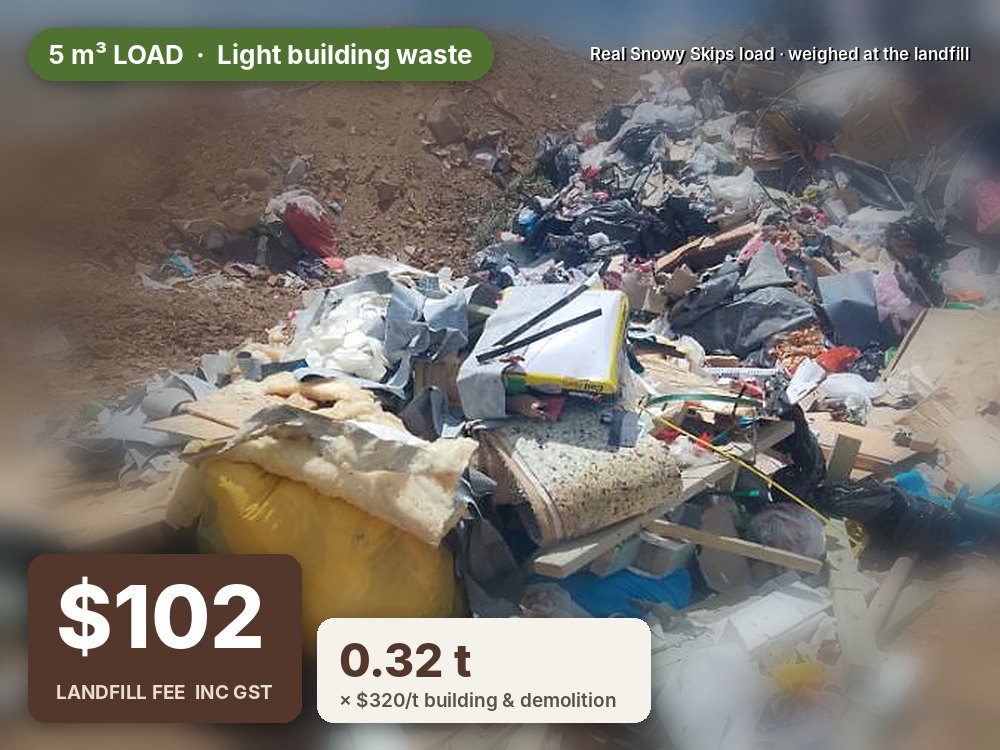 5 m³ LOAD · Light building waste
Real Snowy Skips load · weighed at the landfill
$102
LANDFILL FEE INC GST
0.32 t
× $320/t building & demolition